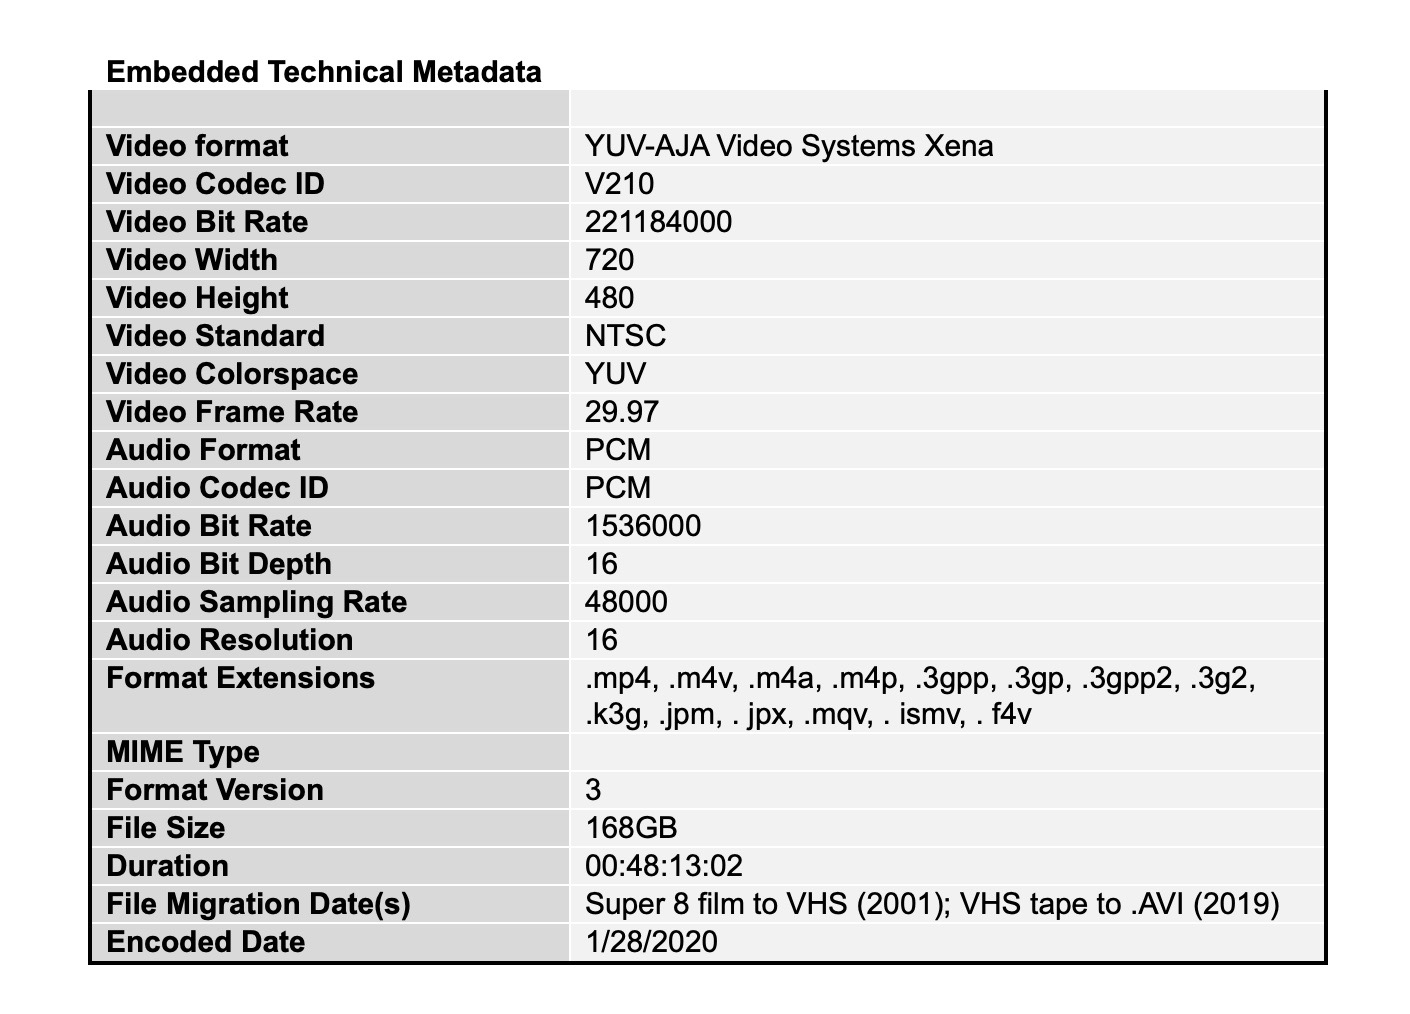 Embedded Technical Metadata
Video format YUV-AJA Video Systems Xena
Video Codec ID V210
Video Bit Rate 221184000
Video Width 720
Video Height 480
Video Standard NTSC
Video Colorspace YUV
Video Frame Rate 29.97
Audio Format PCM
Audio Codec ID PCM
Audio Bit Rate 1536000
Audio Bit Depth 16
Audio Sampling Rate 48000
Audio Resolution 16
Format Extensions .mp4, .m4v, .m4a, .m4p, .3gpp, .3gp, .3gpp2, .3g2,
.k3g, .jpm, . jpx, .mqv, . ismv, . f4v
MIME Type
Format Version 3
File Size 168GB
Duration 00:48:13:02
File Migration Date(s) Super 8 film to VHS (2001); VHS tape to .AVI (2019)
Encoded Date 1/28/2020